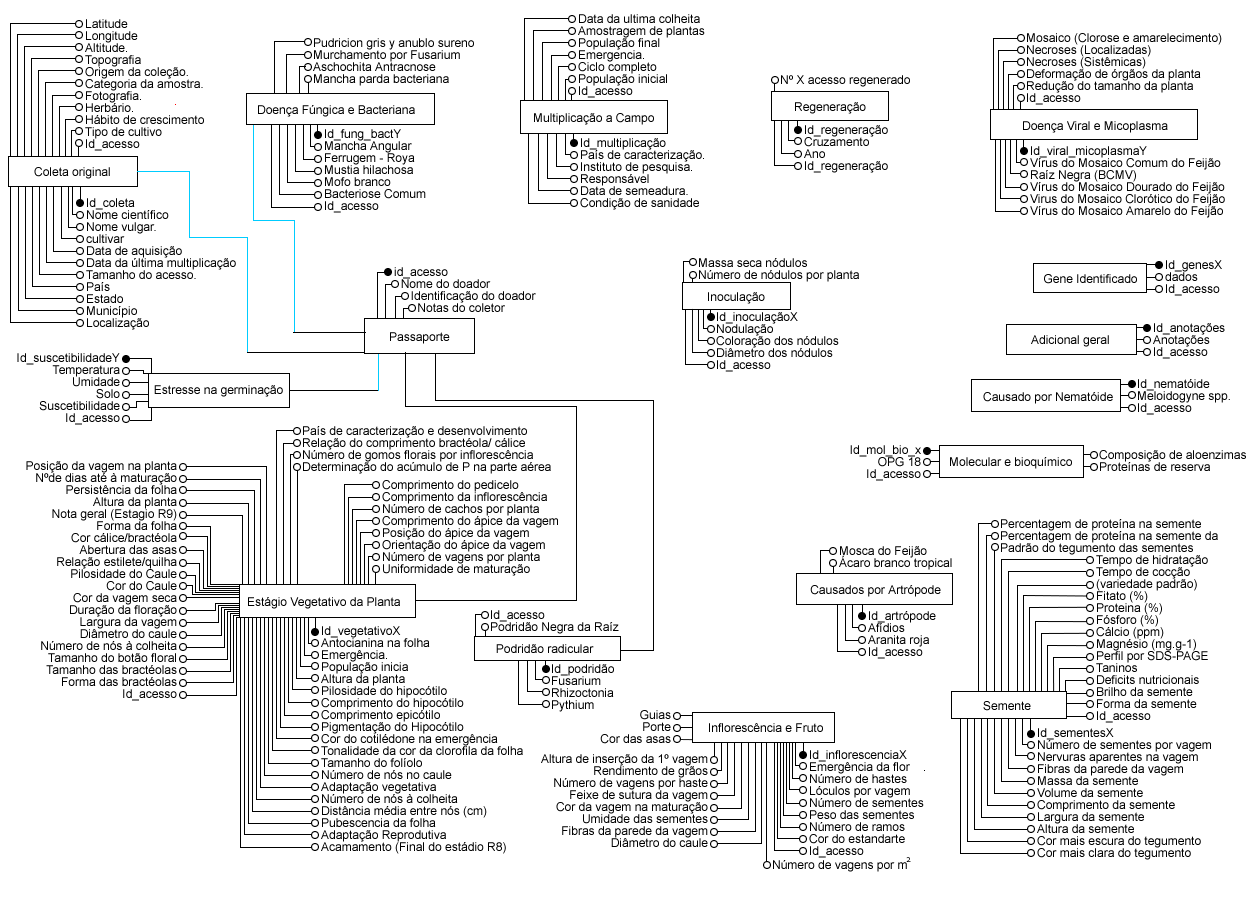 Latitude
Longitude
Altitude.
Topografia
Origem da coleção.
Categoria da amostra.
Fotografia.
Herbário.
Hábito de crescimento
Tipo de cultivo
Id_acesso
Coleta original
Id_coleta
Nome científico
Nome vulgar.
cultivar
Data de aquisição
Data da última multiplicação
Tamanho do acesso.
País
Estado
Município
Localização
Pudricion gris y anublo sureno
Murchamento por Fusarium
Aschochita Antracnose
Mancha parda bacteriana
Doença Fúngica e Bacteriana
Id_fung_bactY
Mancha Angular
Ferrugem - Roya
Mustia hilachosa
Mofo branco
Bacteriose Comum
Id_acesso
Data da ultima colheita
Amostragem de plantas
População final
Emergencia.
Ciclo completo
População inicial
Id_acesso
Multiplicação a Campo
Id_multiplicação
País de caracterização.
Instituto de pesquisa.
Responsável
Data de semeadura.
Condição de sanidade
Nº X acesso regenerado
Regeneração
Id_regeneração
Cruzamento
Ano
Id_regeneração
Mosaico (Clorose e amarelecimento)
Necroses (Localizadas)
Necroses (Sistêmicas)
Deformação de órgãos da planta
Redução do tamanho da planta
Id_acesso
Doença Viral e Micoplasma
Id_viral_micoplasmaY
Vírus do Mosaico Comum do Feijão
Raíz Negra (BCMV)
Vírus do Mosaico Dourado do Feijão
Virus do Mosaico Clorótico do Feijão
Vírus do Mosaico Amarelo do Feijão
id_acesso
Nome do doador
Identificação do doador
Notas do coletor
Passaporte
Massa seca nódulos
Número de nódulos por planta
Inoculação
Id_inoculaçãoX
Nodulação
Coloração dos nódulos
Diâmetro dos nódulos
Id_acesso
Gene Identificado
Id_genesX
dados
Id_acesso
Adicional geral
Id_anotações
Anotações
Id_acesso
Causado por Nematóide
Id_nematóide
Meloidogyne spp.
Id_acesso
Id_mol_bio_x
OPG 18
Id_acesso
Molecular e bioquímico
Composição de aloenzimas
Proteínas de reserva
Id_suscetibilidadeY
Temperatura
Umidade
Solo
Suscetibilidade
Id_acesso
Estresse na germinação
País de caracterização e desenvolvimento
Relação do comprimento bractéola/ cálice
Número de gomos florais por inflorescência
Determinação do acúmulo de P na parte aérea
Comprimento do pedicelo
Comprimento da inflorescência
Número de cachos por planta
Comprimento do ápice da vagem
Posição do ápice da vagem
Orientação do ápice da vagem
Número de vagens por planta
Uniformidade de maturação
Posição da vagem na planta
Nºde dias até à maturação
Persistência da folha
Altura da planta
Nota geral (Estagio R9)
Forma da folha
Cor cálice/bractéola
Abertura das asas
Relação estilete/quilha
Pilosidade do Caule
Cor do Caule
Cor da vagem seca
Duração da floração
Largura da vagem
Diâmetro do caule
Número de nós à colheita
Tamanho do botão floral
Tamanho das bractéolas
Forma das bractéolas
Id_acesso
Estágio Vegetativo da Planta
Id_vegetativoX
Antocianina na folha
Emergência.
População inicia
Altura da planta
Pilosidade do hipocótilo
Comprimento do hipocótilo
Comprimento epicótilo
Pigmentação do Hipocótilo
Cor do cotilédone na emergência
Tonalidade da cor da clorofila da folha
Tamanho do folíolo
Número de nós no caule
Adaptação vegetativa
Número de nós à colheita
Distância média entre nós (cm)
Pubescencia da folha
Adaptação Reprodutiva
Acamamento (Final do estádio R8)
Id_acesso
Podridão Negra da Raíz
Podridão radicular
Id_podridão
Fusarium
Rhizoctonia
Pythium
Mosca do Feijão
Ácaro branco tropical
Causados por Artrópode
Id_artrópode
Afídios
Aranita roja
Id_acesso
Guias
Porte
Cor das asas
Inflorescência e Fruto
Altura de inserção da 1º vagem
Rendimento de grãos
Número de vagens por haste
Feixe de sutura da vagem
Cor da vagem na maturação
Umidade das sementes
Fibras da parede da vagem
Diâmetro do caule
Id_inflorescenciaX
Emergência da flor
Número de hastes
Lóculos por vagem
Número de sementes
Peso das sementes
Número de ramos
Cor do estandarte
Id_acesso
Número de vagens por m²
Percentagem de proteína na semente
Percentagem de proteína na semente da
Padrão do tegumento das sementes
Tempo de hidratação
Tempo de cocção
(variedade padrão)
Fitato (%)
Proteina (%)
Fósforo (%)
Cálcio (ppm)
Magnésio (mg.g-1)
Perfil por SDS-PAGE
Taninos
Deficits nutricionais
Brilho da semente
Forma da semente
Id_acesso
Semente
Id_sementesX
Número de sementes por vagem
Nervuras aparentes na vagem
Fibras da parede da vagem
Massa da semente
Volume da semente
Comprimento da semente
Largura da semente
Altura da semente
Cor mais escura do tegumento
Cor mais clara do tegumento